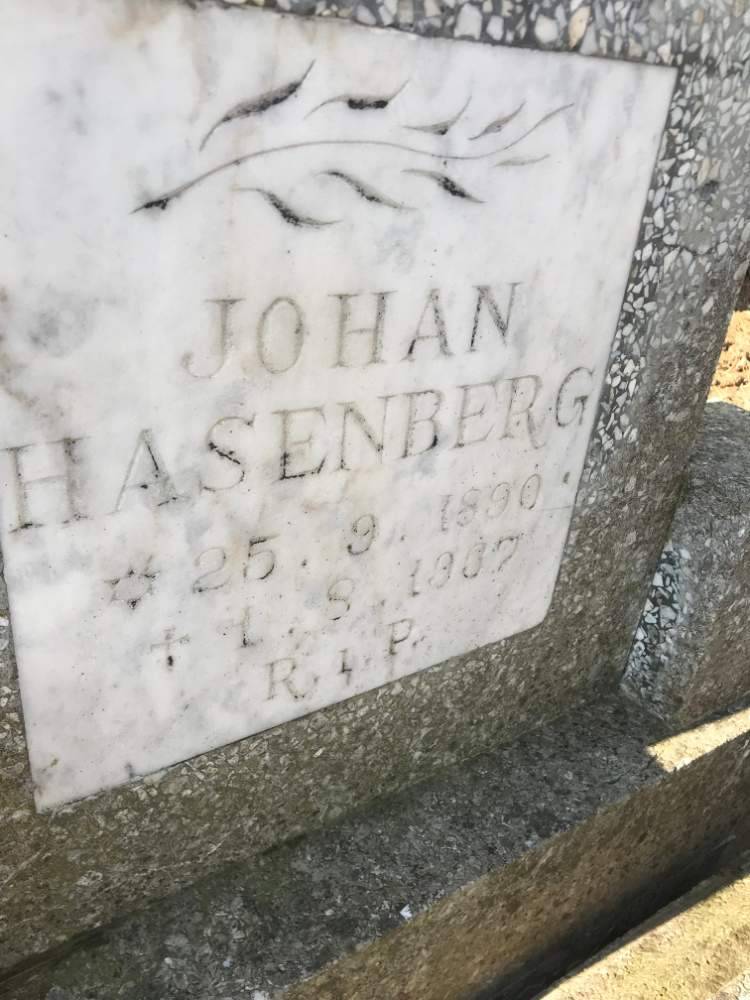 JOHAN
HASENBERG
* 25. 9. 1890
† 1. 8. 1967
R.I.P.